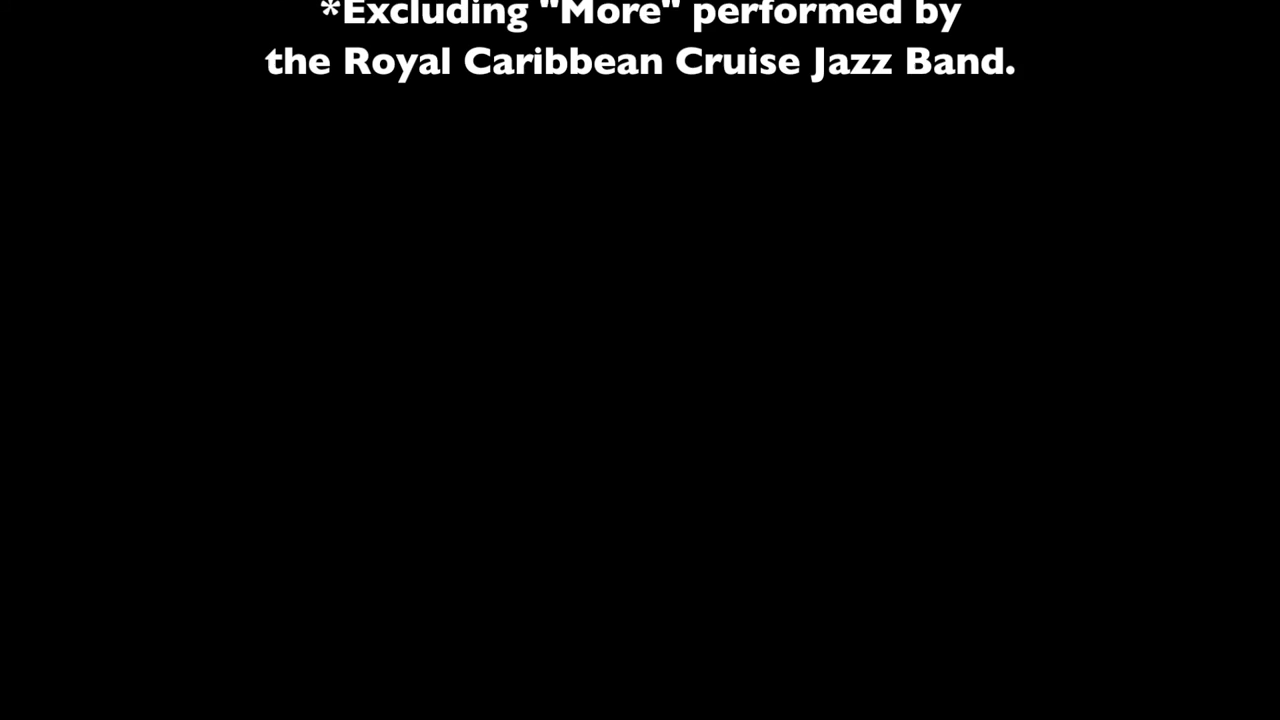 *Excluding "More" performed by
the Royal Caribbean Cruise Jazz Band.